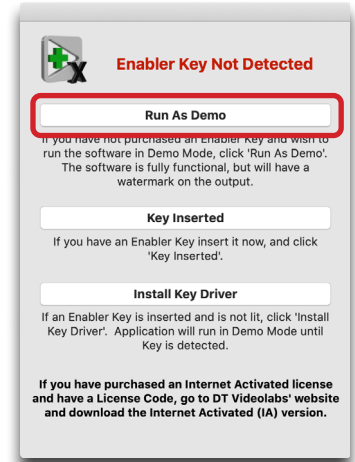 Enabler Key Not Detected
Run As Demo
If you have not purchased an Enabler Key and wish to
run the software in Demo Mode, click 'Run As Demo'.
The software is fully functional, but will have a
watermark on the output.
Key Inserted
If you have an Enabler Key insert it now, and click
'Key Inserted'.
Install Key Driver
If an Enabler Key is inserted and is not lit, click 'Install
Key Driver'.  Application will run in Demo Mode until
Key is detected.
If you have purchased an Internet Activated license
and have a License Code, go to DT Videolabs' website
and download the Internet Activated (IA) version.